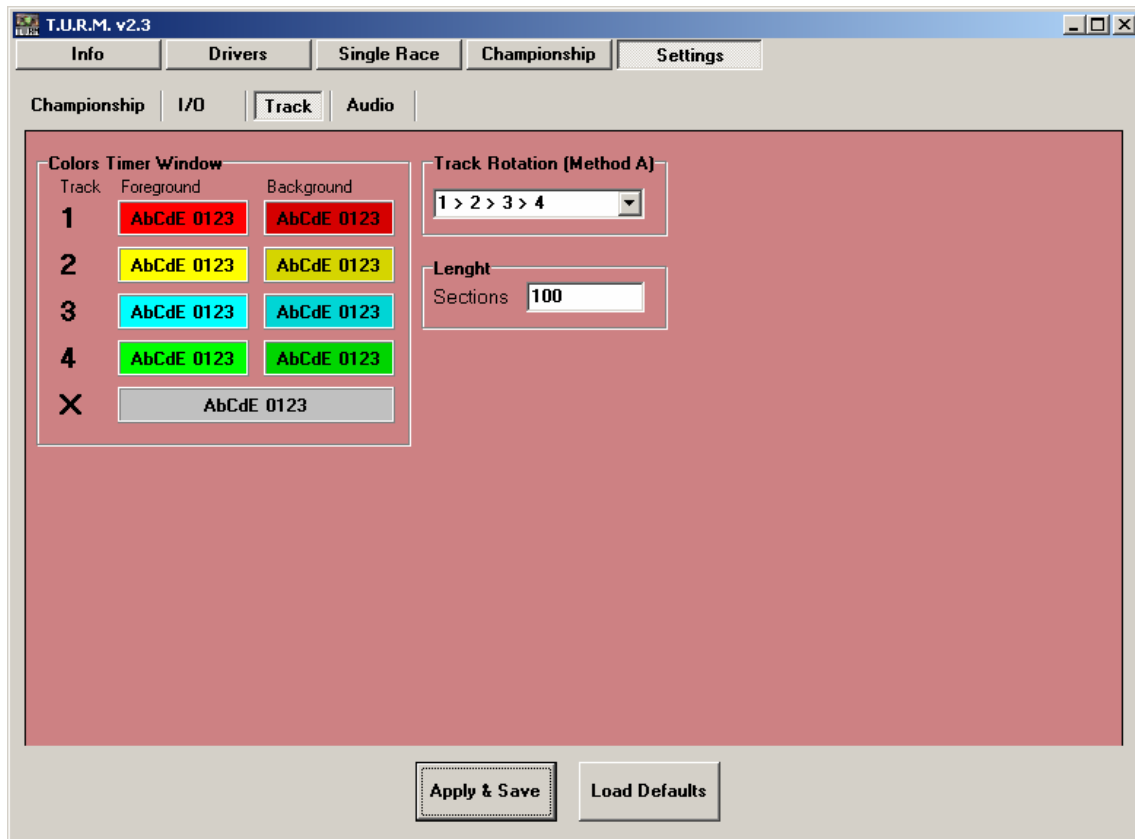 T.U.R.M. v2.3
Info Drivers Single Race Championship Settings
Championship I/O Track Audio
Colors Timer Window
Track Foreground Background
1 AbCdE 0123 AbCdE 0123
2 AbCdE 0123 AbCdE 0123
3 AbCdE 0123 AbCdE 0123
4 AbCdE 0123 AbCdE 0123
X AbCdE 0123
Track Rotation (Method A)
1 > 2 > 3 > 4
Lenght
Sections 100
Apply & Save Load Defaults